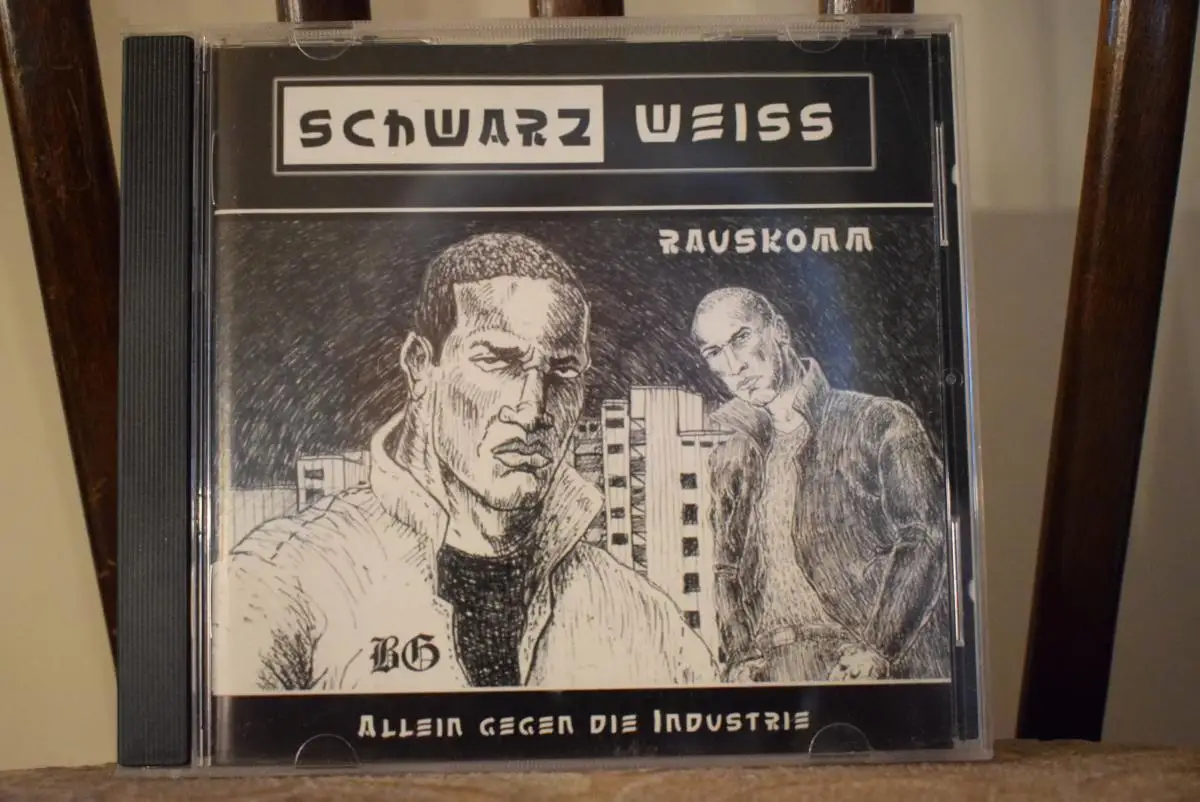 SCHWARZ WEISS
RAUSKOMM
BG
ALLEIN GEGEN DIE INDUSTRIE